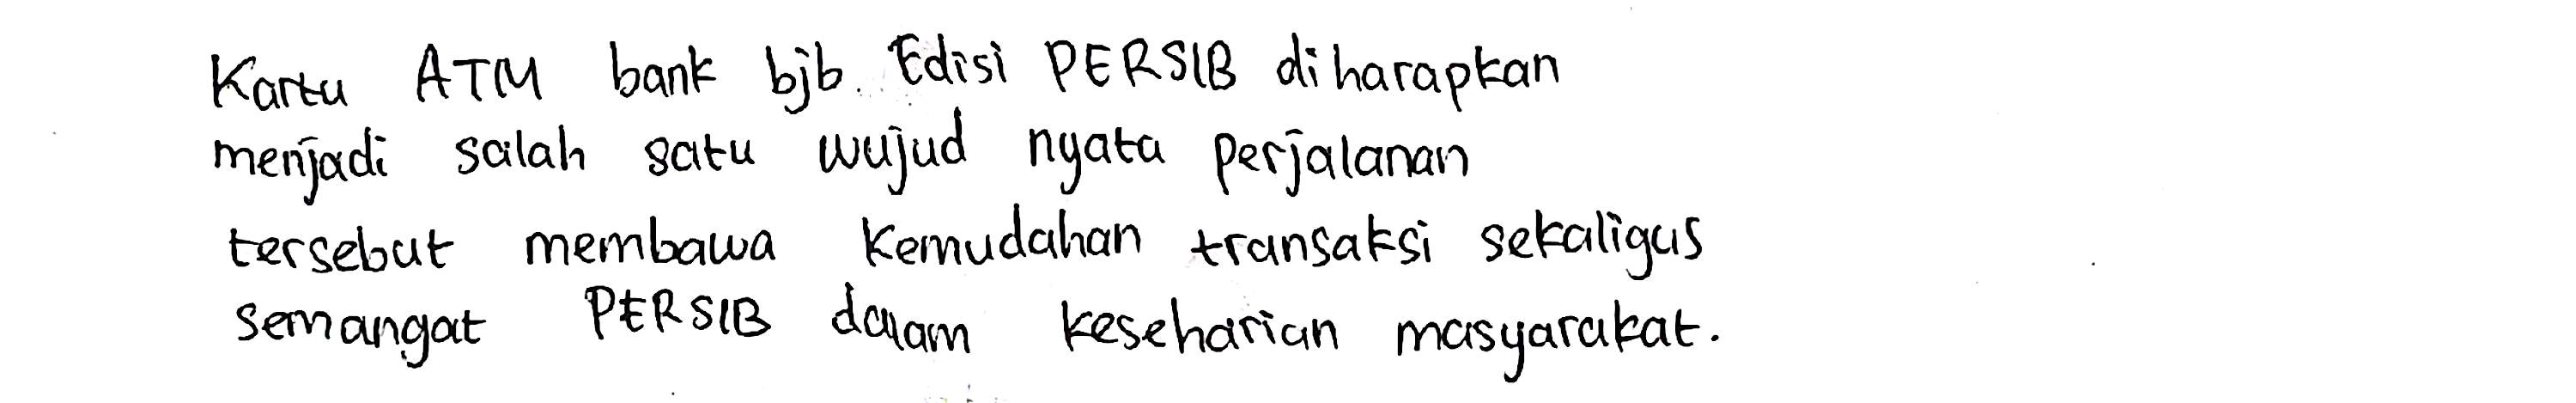 Kartu ATM bank bjb Edisi PERSIB diharapkan
menjadi salah satu wujud nyata perjalanan
tersebut membawa kemudahan transaksi sekaligus
semangat PERSIB dalam keseharian masyarakat.